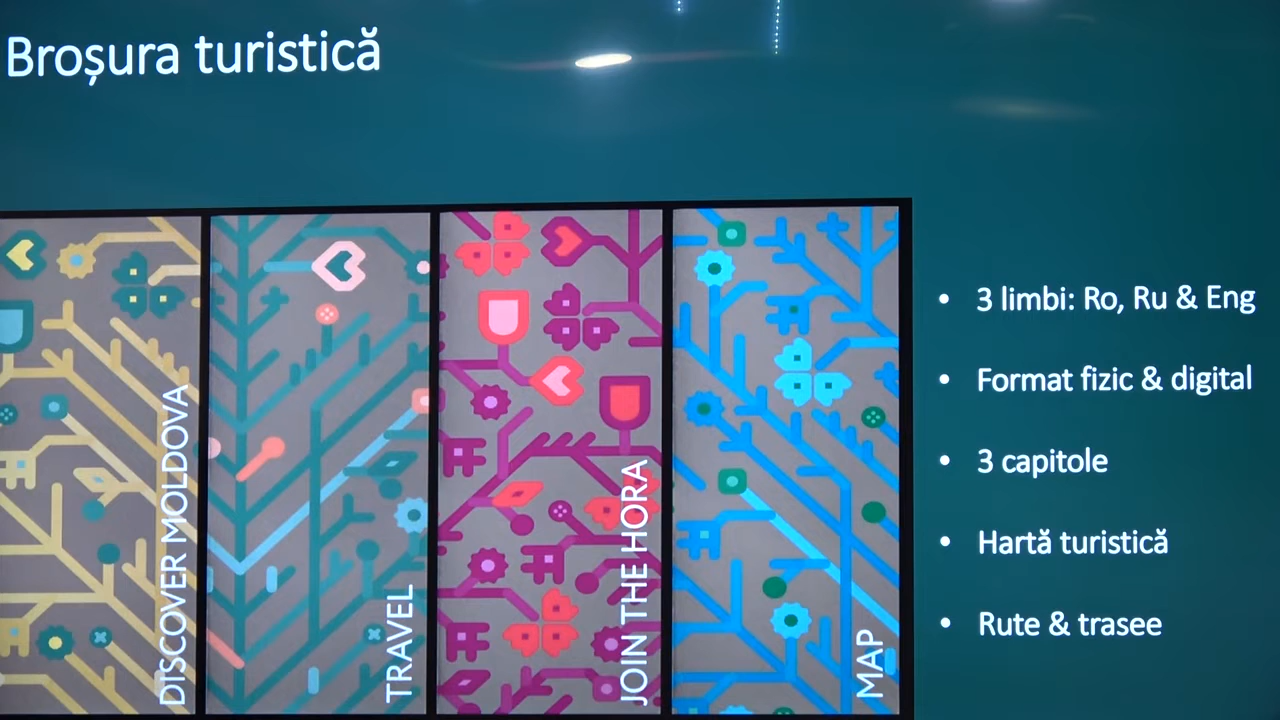 Broșura turistică
DISCOVER MOLDOVA
TRAVEL
JOIN THE HORA
MAP
• 3 limbi: Ro, Ru & Eng
• Format fizic & digital
• 3 capitole
• Hartă turistică
• Rute & trasee